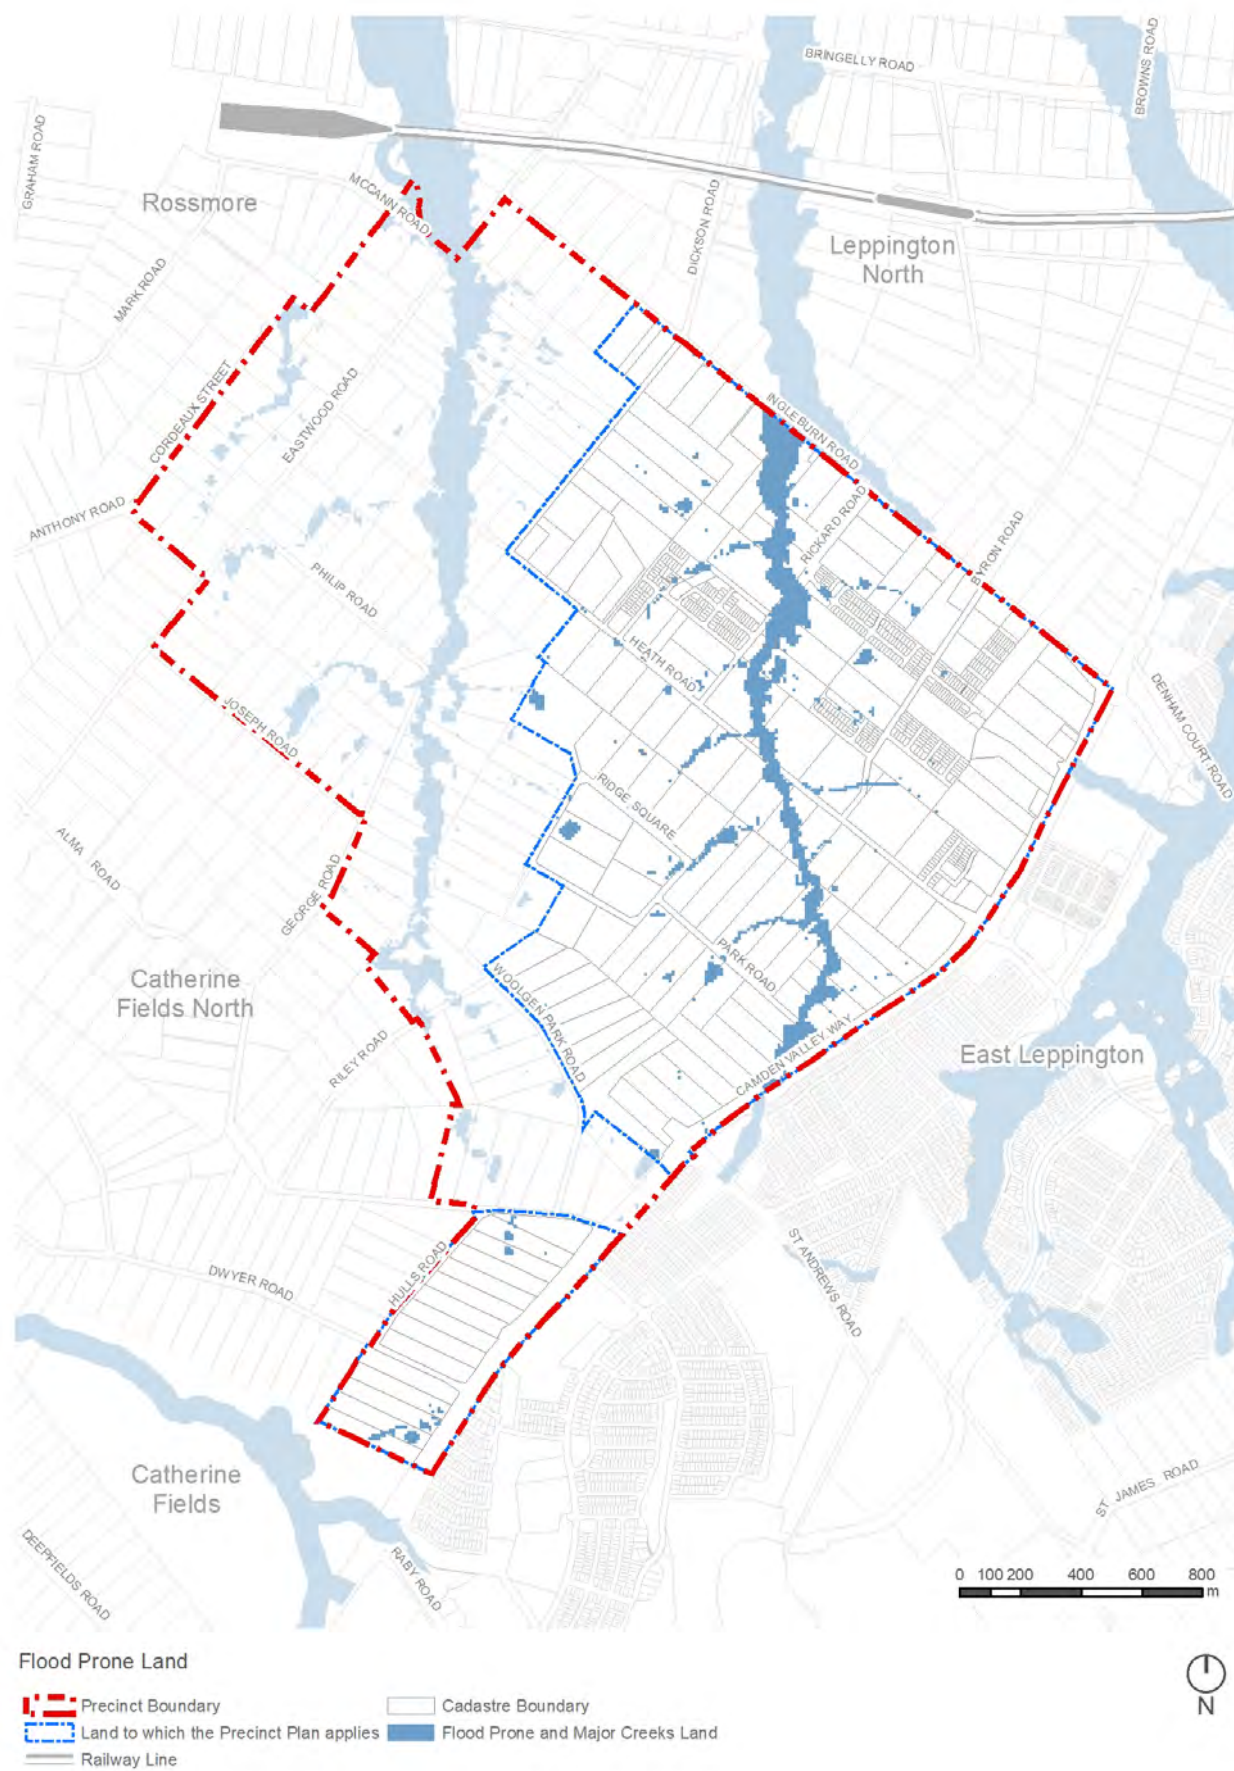 BRINGELLY ROAD
BROWNS ROAD
GRAHAM ROAD
Rossmore
MCCANN ROAD
DICKSON ROAD
Leppington
North
MARK ROAD
CORDEAUX STREET
EASTWOOD ROAD
INGLEBURN ROAD
ANTHONY ROAD
RICKARD ROAD
BYRON ROAD
PHILIP ROAD
HEATH ROAD
DENHAM COURT ROAD
JOSEPH ROAD
RIDGE SQUARE
ALMA ROAD
GEORGE ROAD
Catherine
Fields North
WOOLGEN PARK ROAD
PARK ROAD
RILEY ROAD
CAMDEN VALLEY WAY
East Leppington
HULLS ROAD
DWYER ROAD
ST ANDREWS ROAD
Catherine
Fields
ST JAMES ROAD
DEEPFIELDS ROAD
RABY ROAD
0 100 200 400 600 800
m
Flood Prone Land
Precinct Boundary
Cadastre Boundary
Land to which the Precinct Plan applies
Flood Prone and Major Creeks Land
Railway Line
N